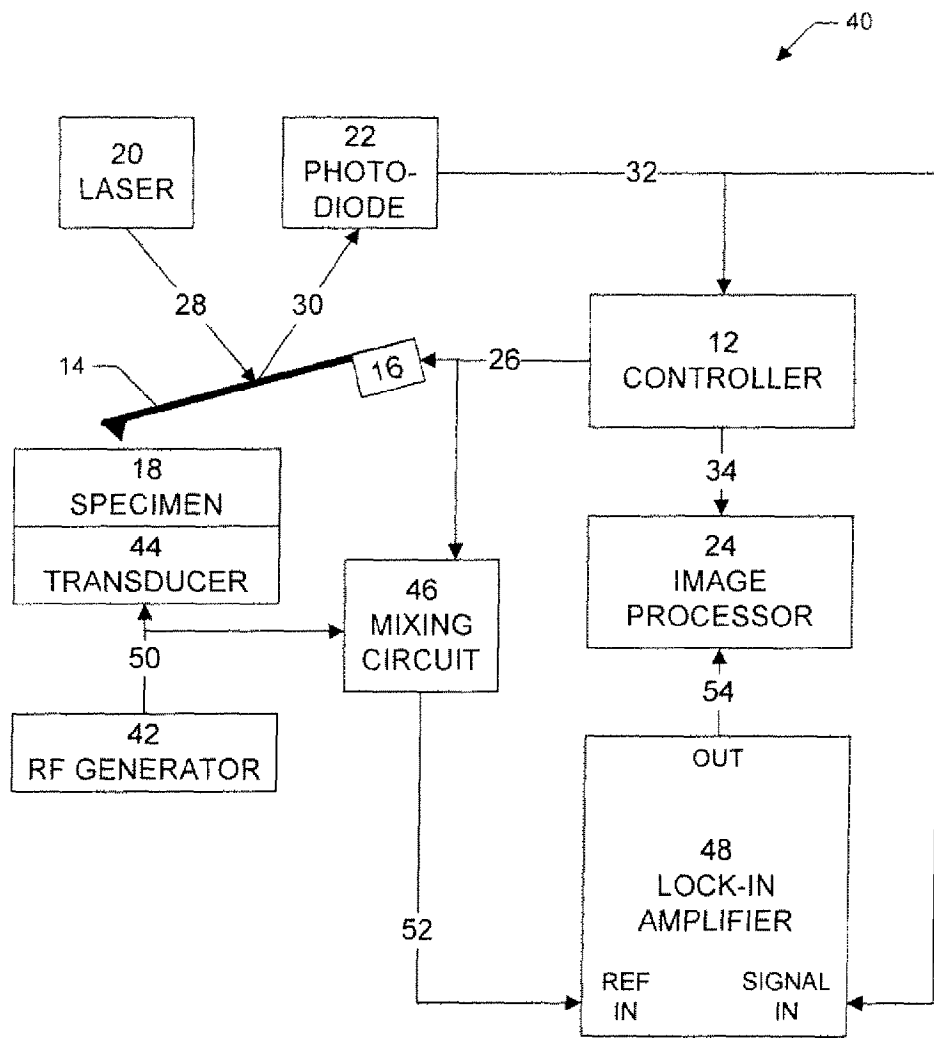 40
20
LASER
22
PHOTO-
DIODE
32
28
30
14
16
26
12
CONTROLLER
18
SPECIMEN
34
44
TRANSDUCER
46
MIXING
CIRCUIT
24
IMAGE
PROCESSOR
50
54
42
RF GENERATOR
OUT
48
LOCK-IN
AMPLIFIER
52
REF
IN
SIGNAL
IN